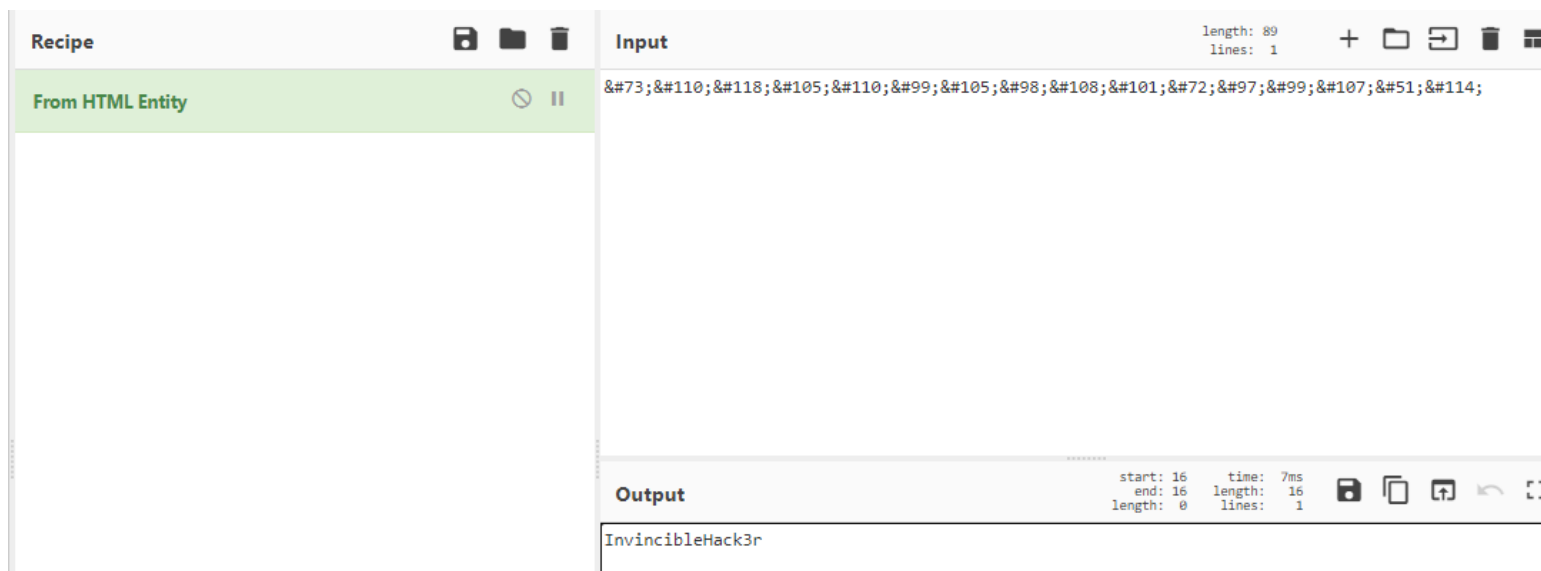 Recipe
From HTML Entity
Input
length: 89
lines: 1
&#73;&#110;&#118;&#105;&#110;&#99;&#105;&#98;&#108;&#101;&#72;&#97;&#99;&#107;&#51;&#114;
Output
start: 16
end: 16
length: 0
time: 7ms
length: 16
lines: 1
InvincibleHack3r